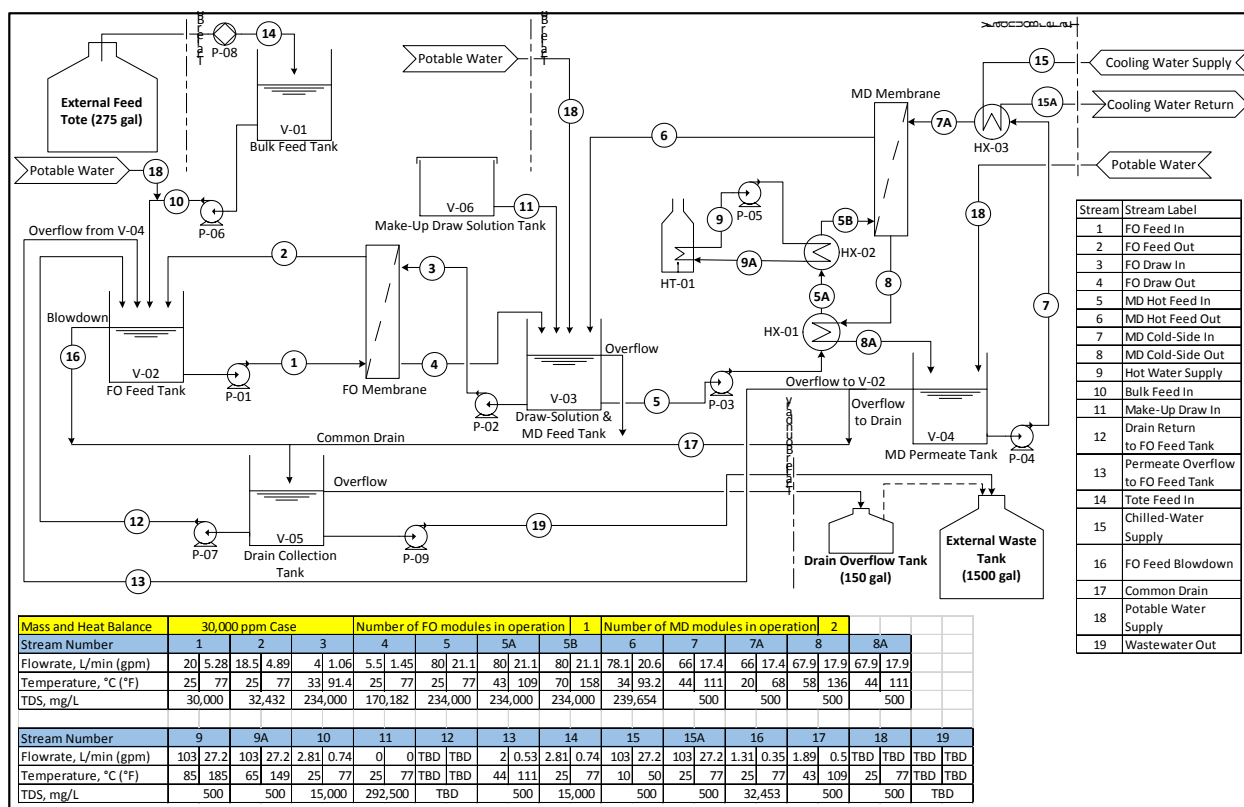 External Feed
Tote (275 gal)
P-08
14
V-01
Bulk Feed Tank
Potable Water
18
10
P-06
Potable Water
18
V-06
Make-Up Draw Solution Tank
11
6
MD Membrane
7A
HX-03
15
Cooling Water Supply
15A
Cooling Water Return
Potable Water
18
9
P-05
5B
HX-02
9A
HT-01
5A
8
HX-01
8A
7
Overflow from V-04
2
3
Blowdown
16
V-02
FO Feed Tank
P-01
1
FO Membrane
4
P-02
V-03
Draw-Solution &
MD Feed Tank
Overflow
5
P-03
Overflow to V-02
Overflow
to Drain
V-04
MD Permeate Tank
P-04
Common Drain
17
Overflow
12
P-07
V-05
Drain Collection
Tank
P-09
19
13
Drain Overflow Tank
(150 gal)
External Waste
Tank
(1500 gal)
Stream Stream Label
1 FO Feed In
2 FO Feed Out
3 FO Draw In
4 FO Draw Out
5 MD Hot Feed In
6 MD Hot Feed Out
7 MD Cold-Side In
8 MD Cold-Side Out
9 Hot Water Supply
10 Bulk Feed In
11 Make-Up Draw In
12 Drain Return
to FO Feed Tank
13 Permeate Overflow
to FO Feed Tank
14 Tote Feed In
15 Chilled-Water
Supply
16 FO Feed Blowdown
17 Common Drain
18 Potable Water
Supply
19 Wastewater Out
Mass and Heat Balance 30,000 ppm Case Number of FO modules in operation 1 Number of MD modules in operation 2
Stream Number 1 2 3 4 5 5A 5B 6 7 7A 8 8A
Flowrate, L/min (gpm) 20 5.28 18.5 4.89 4 1.06 5.5 1.45 80 21.1 80 21.1 80 21.1 78.1 20.6 66 17.4 66 17.4 67.9 17.9 67.9 17.9
Temperature, °C (°F) 25 77 25 77 33 91.4 25 77 25 77 43 109 70 158 34 93.2 44 111 20 68 58 136 44 111
TDS, mg/L 30,000 32,432 234,000 170,182 234,000 234,000 234,000 239,654 500 500 500 500
Stream Number 9 9A 10 11 12 13 14 15 15A 16 17 18 19
Flowrate, L/min (gpm) 103 27.2 103 27.2 2.81 0.74 0 0 TBD TBD 2 0.53 2.81 0.74 103 27.2 103 27.2 1.31 0.35 1.89 0.5 TBD TBD TBD TBD
Temperature, °C (°F) 85 185 65 149 25 77 25 77 TBD TBD 44 111 25 77 10 50 25 77 25 77 43 109 25 77 TBD TBD
TDS, mg/L 500 500 15,000 292,500 TBD 500 15,000 500 500 32,453 500 500 TBD